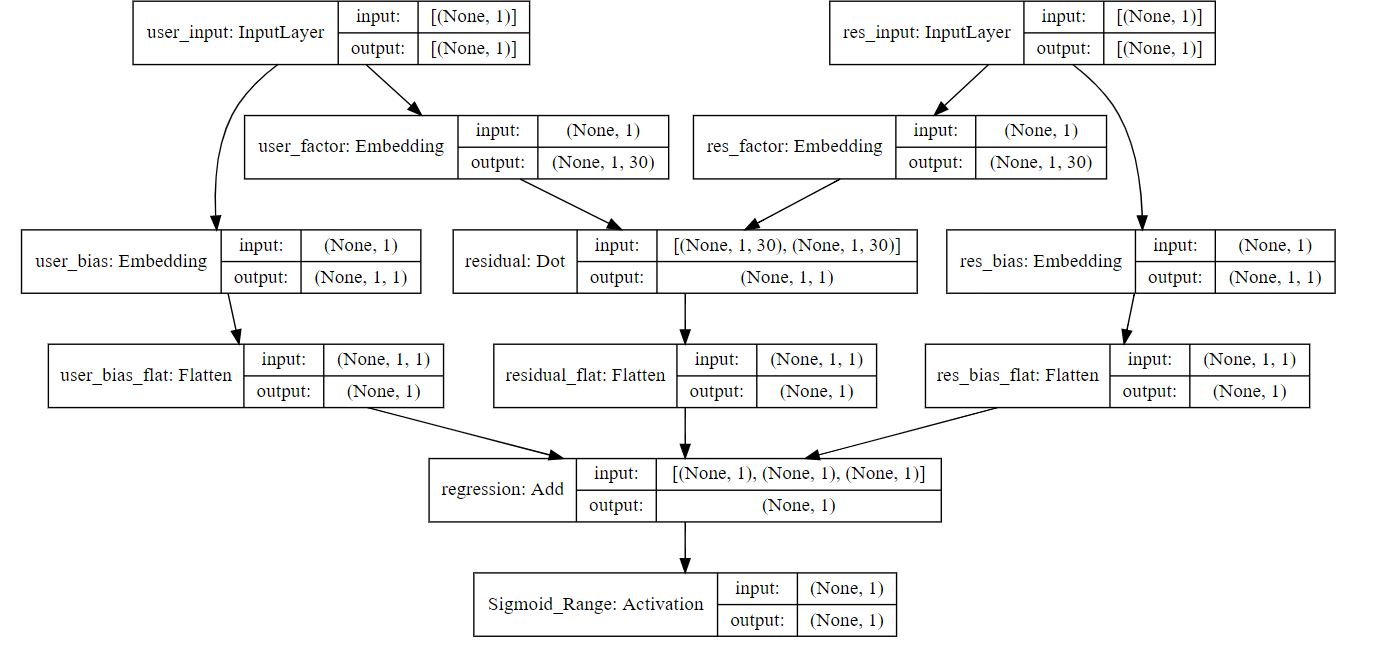 user_input: InputLayer
input:
[(None, 1)]
output:
[(None, 1)]
res_input: InputLayer
input:
[(None, 1)]
output:
[(None, 1)]
user_factor: Embedding
input:
(None, 1)
output:
(None, 1, 30)
res_factor: Embedding
input:
(None, 1)
output:
(None, 1, 30)
user_bias: Embedding
input:
(None, 1)
output:
(None, 1, 1)
residual: Dot
input:
[(None, 1, 30), (None, 1, 30)]
output:
(None, 1, 1)
res_bias: Embedding
input:
(None, 1)
output:
(None, 1, 1)
user_bias_flat: Flatten
input:
(None, 1, 1)
output:
(None, 1)
residual_flat: Flatten
input:
(None, 1, 1)
output:
(None, 1)
res_bias_flat: Flatten
input:
(None, 1, 1)
output:
(None, 1)
regression: Add
input:
[(None, 1), (None, 1), (None, 1)]
output:
(None, 1)
Sigmoid_Range: Activation
input:
(None, 1)
output:
(None, 1)